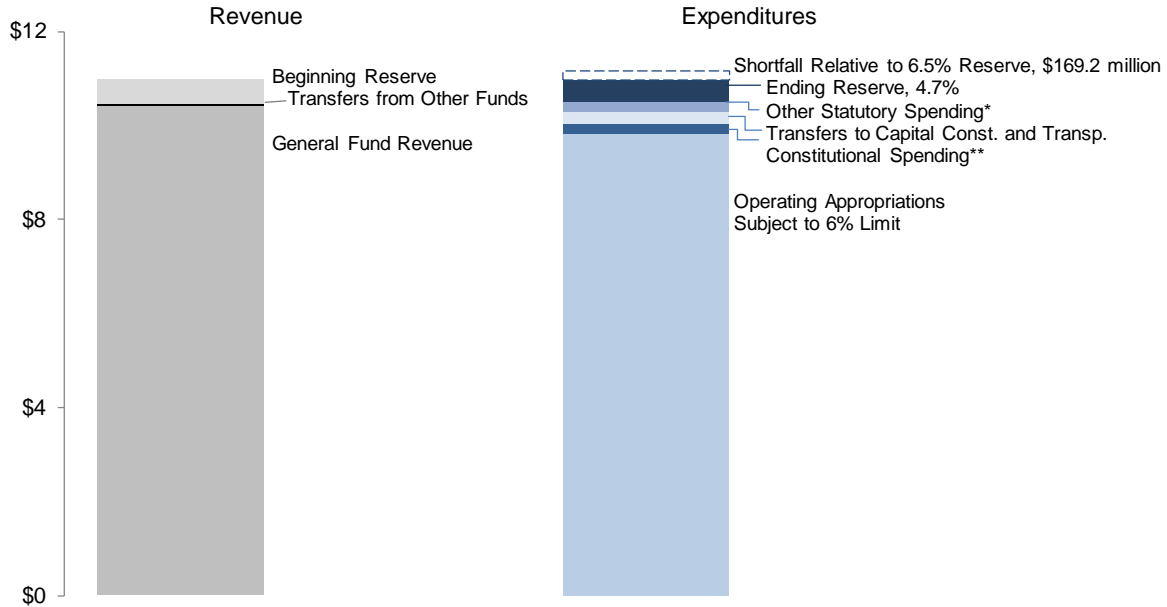 Revenue
Expenditures
$12
Beginning Reserve
Transfers from Other Funds
General Fund Revenue
Shortfall Relative to 6.5% Reserve, $169.2 million
Ending Reserve, 4.7%
Other Statutory Spending*
Transfers to Capital Const. and Transp.
Constitutional Spending**
Operating Appropriations
Subject to 6% Limit
$8
$4
$0